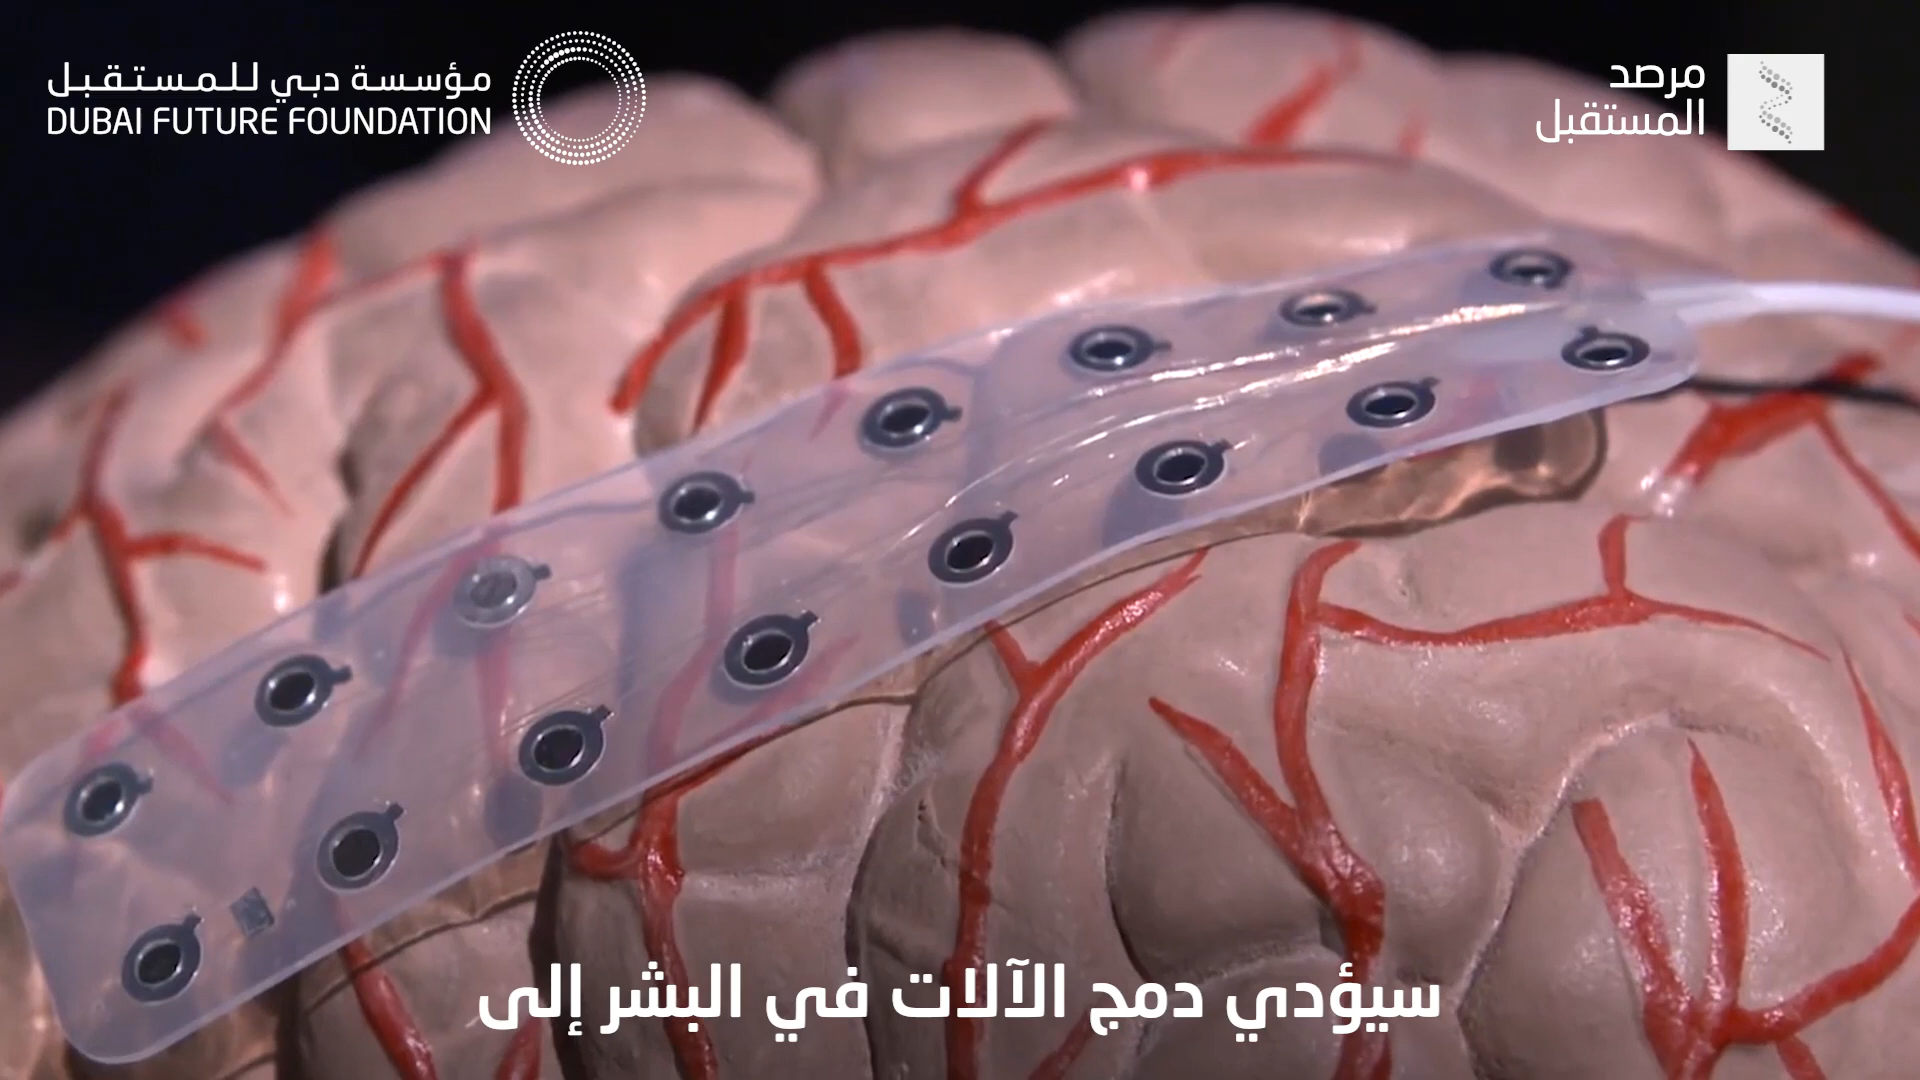 مؤسسة دبي للمستقبل
DUBAI FUTURE FOUNDATION
مرصد
المستقبل
سيؤدي دمج الآلات في البشر إلى